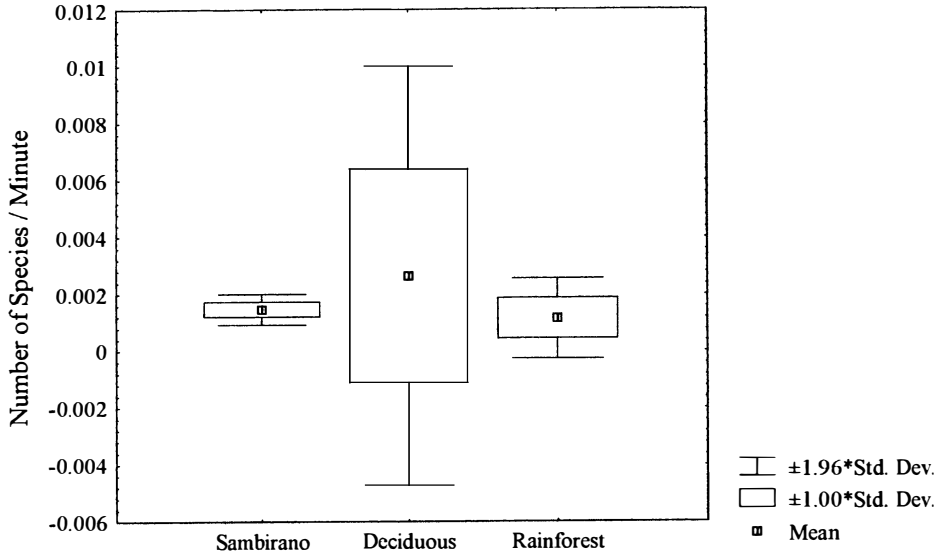 Number of Species / Minute
0.012
0.01
0.008
0.006
0.004
0.002
0
-0.002
-0.004
-0.006
Sambirano
Deciduous
Rainforest
±1.96*Std. Dev.
±1.00*Std. Dev.
Mean